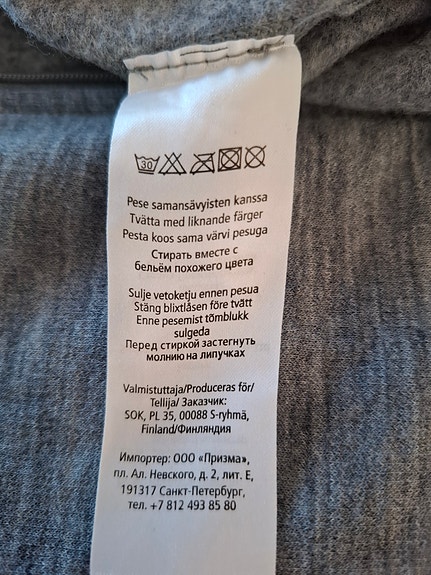 30
Pese samansävyisten kanssa
Tvätta med liknande färger
Pesta koos sama värvi pesuga
Стирать вместе с
бельём похожего цвета
Sulje vetoketju ennen pesua
Stäng blixtlåsen före tvätt
Enne pesemist tõmblukk
sulgeda
Перед стиркой застегнуть
молнию на липучках
Valmistuttaja/Produceras för/
Tellija/ Заказчик:
SOK, PL 35, 00088 S-ryhmä,
Finland/Финляндия
Импортер: ООО «Призма»,
пл. Ал. Невского, д. 2, лит. Е,
191317 Санкт-Петербург,
тел. +7 812 493 85 80